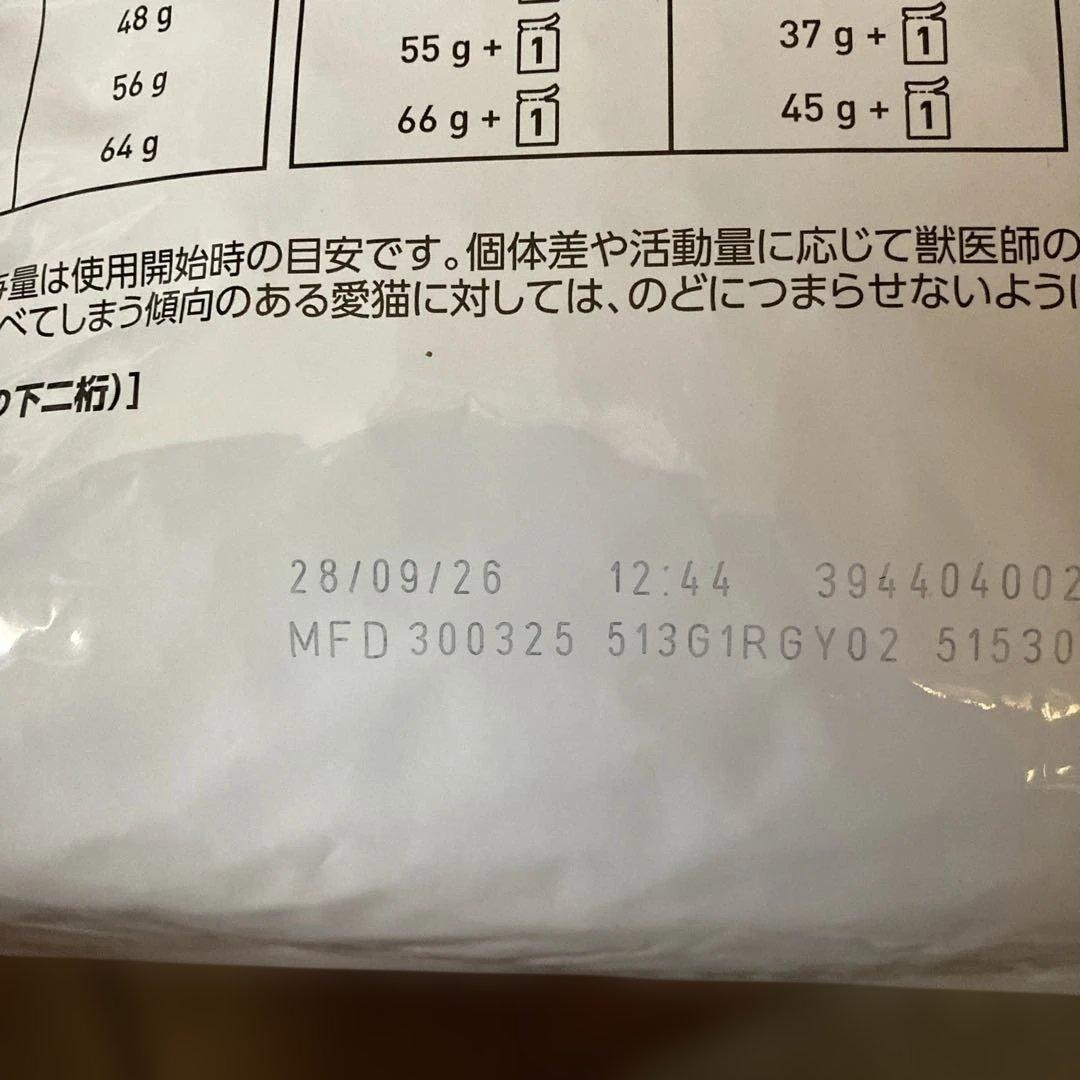 48 g
56 g
64 g
55 g + 1
66 g + 1
37 g + 1
45 g + 1
量は使用開始時の目安です。個体差や活動量に応じて獣医師の
べてしまう傾向のある愛猫に対しては、のどにつまらせないように
の下二桁)]
28/09/26 12:44 394404002
MFD 300325 513G1RGY02 51530